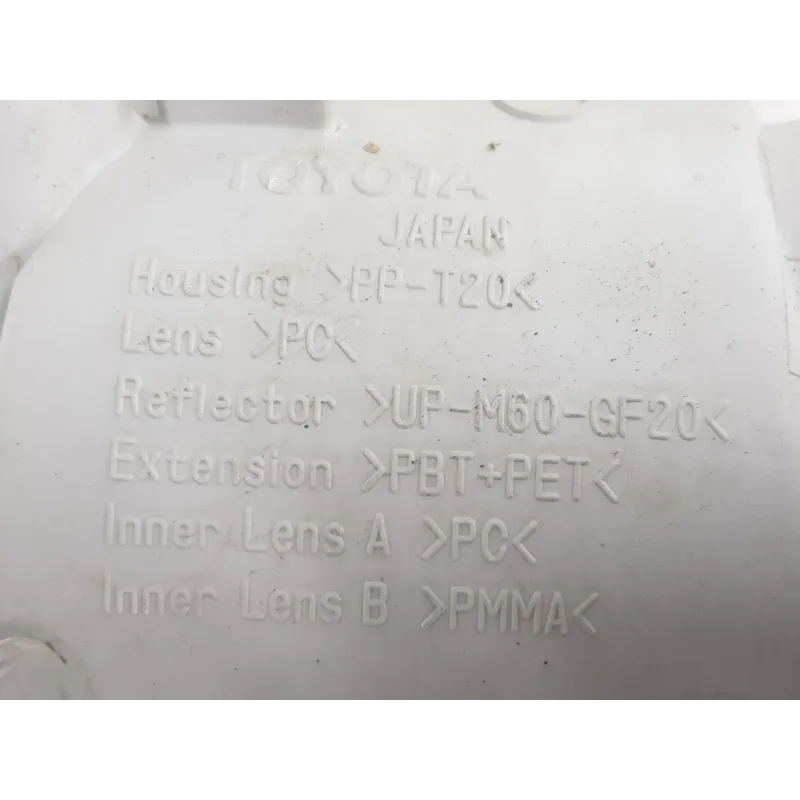 TOYOTA
JAPAN
Housing >PP-T20<
Lens >PC<
Reflector >UP-M60-GF20<
Extension >PBT+PET<
Inner Lens A >PC<
Inner Lens B >PMMA<